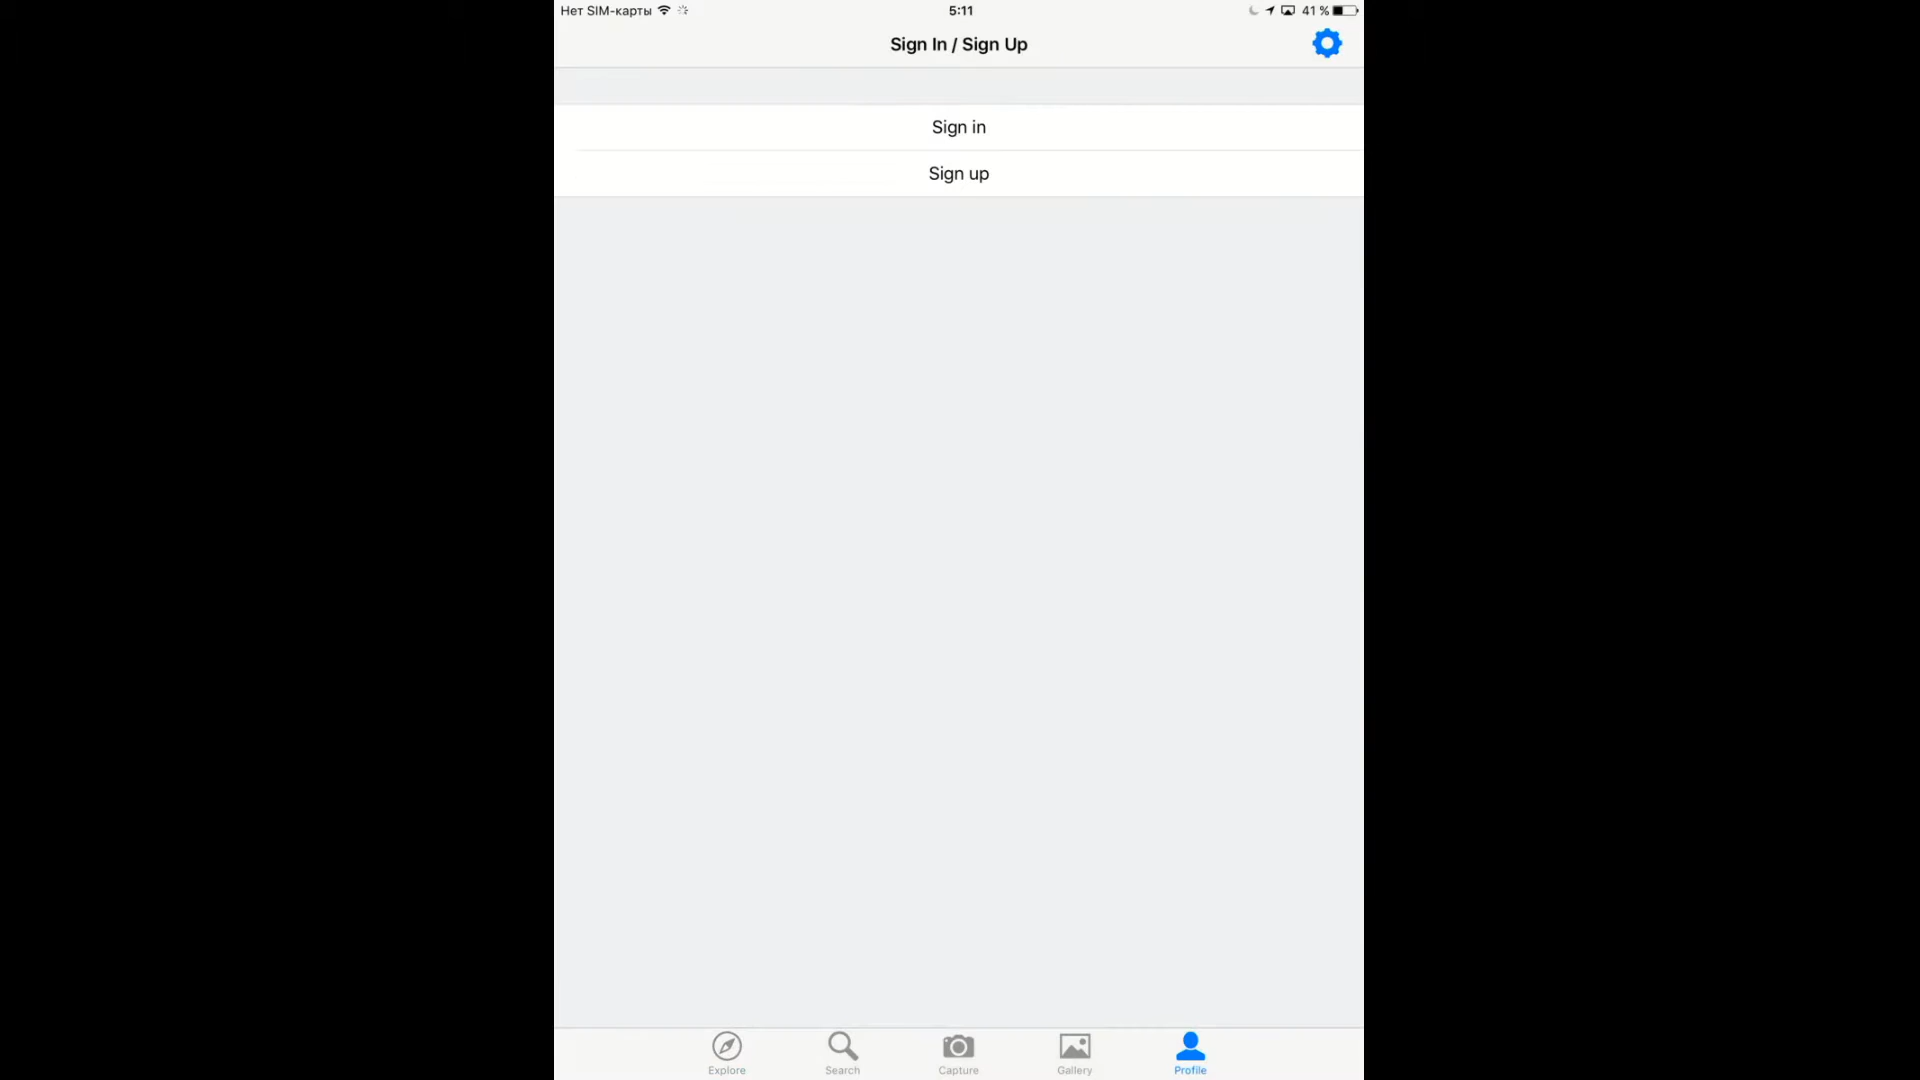 Нет SIM-карты
5:11
41 %
Sign In / Sign Up
Sign in
Sign up
Explore
Search
Capture
Gallery
Profile